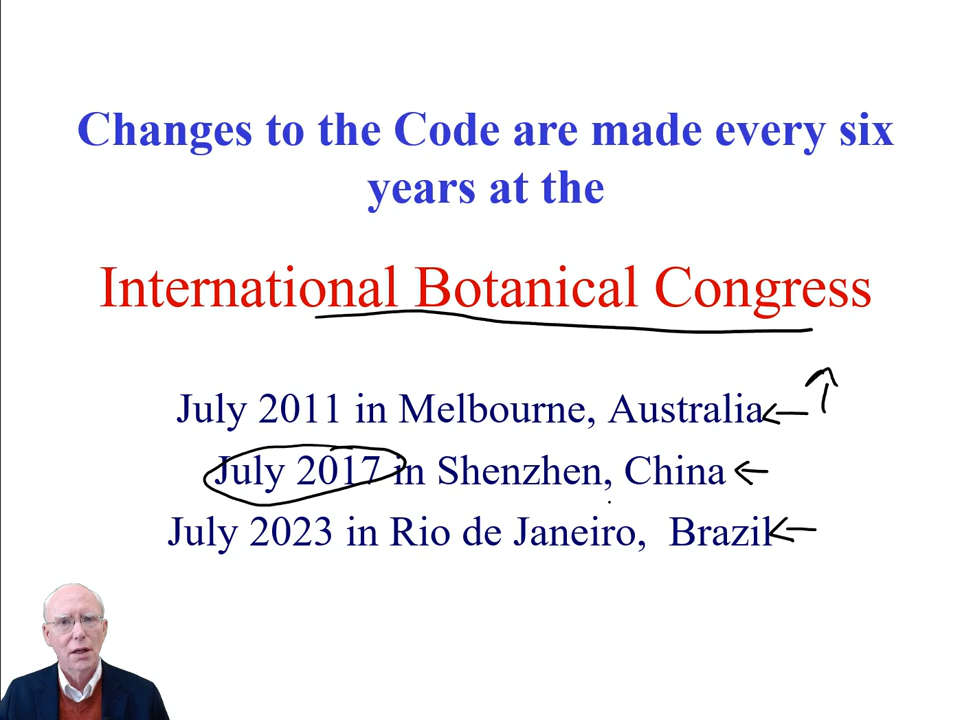 Changes to the Code are made every six
years at the
International Botanical Congress
July 2011 in Melbourne, Australia
July 2017 in Shenzhen, China
July 2023 in Rio de Janeiro, Brazil